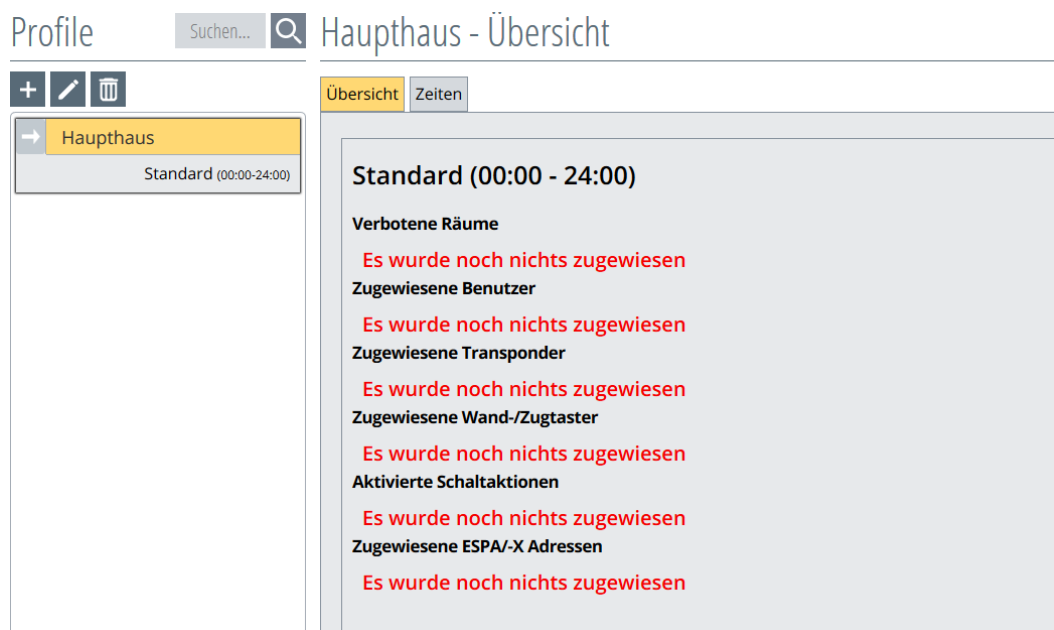 Profile
Suchen...
Haupthaus
Standard (00:00-24:00)
Haupthaus - Übersicht
Übersicht
Zeiten
Standard (00:00 - 24:00)
Verbotene Räume
Es wurde noch nichts zugewiesen
Zugewiesene Benutzer
Es wurde noch nichts zugewiesen
Zugewiesene Transponder
Es wurde noch nichts zugewiesen
Zugewiesene Wand-/Zugtaster
Es wurde noch nichts zugewiesen
Aktivierte Schaltaktionen
Es wurde noch nichts zugewiesen
Zugewiesene ESPA/-X Adressen
Es wurde noch nichts zugewiesen